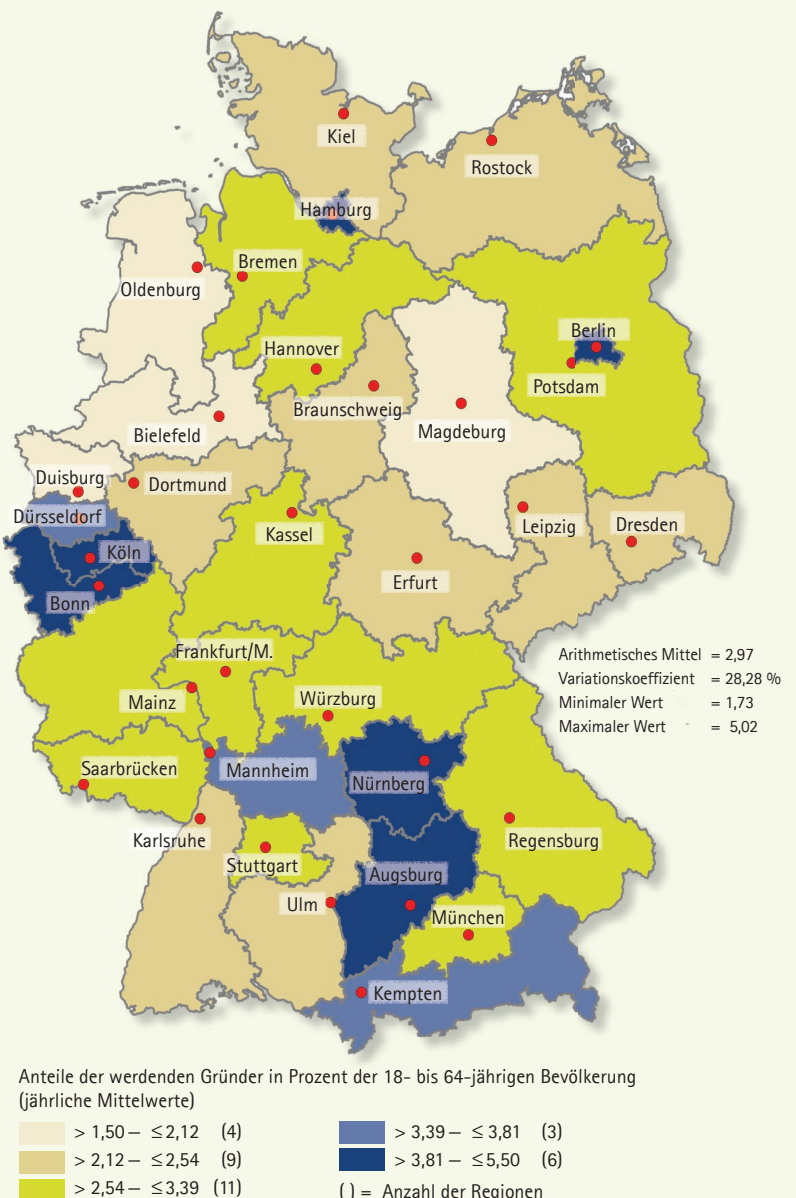 Kiel
Rostock
Hamburg
Bremen
Oldenburg
Berlin
Hannover
Potsdam
Braunschweig
Bielefeld
Magdeburg
Duisburg
Dortmund
Dürsseldorf
Leipzig
Dresden
Kassel
Köln
Erfurt
Bonn
Frankfurt/M.
Mainz
Würzburg
Arithmetisches Mittel = 2,97
Variationskoeffizient = 28,28 %
Minimaler Wert = 1,73
Maximaler Wert - = 5,02
Saarbrücken
Mannheim
Nürnberg
Karlsruhe
Regensburg
Stuttgart
Augsburg
Ulm
München
Kempten
Anteile der werdenden Gründer in Prozent der 18- bis 64-jährigen Bevölkerung
(jährliche Mittelwerte)
> 1,50 – ≤ 2,12 (4)
> 2,12 – ≤ 2,54 (9)
> 2,54 – ≤ 3,39 (11)
> 3,39 – ≤ 3,81 (3)
> 3,81 – ≤ 5,50 (6)
( ) = Anzahl der Regionen